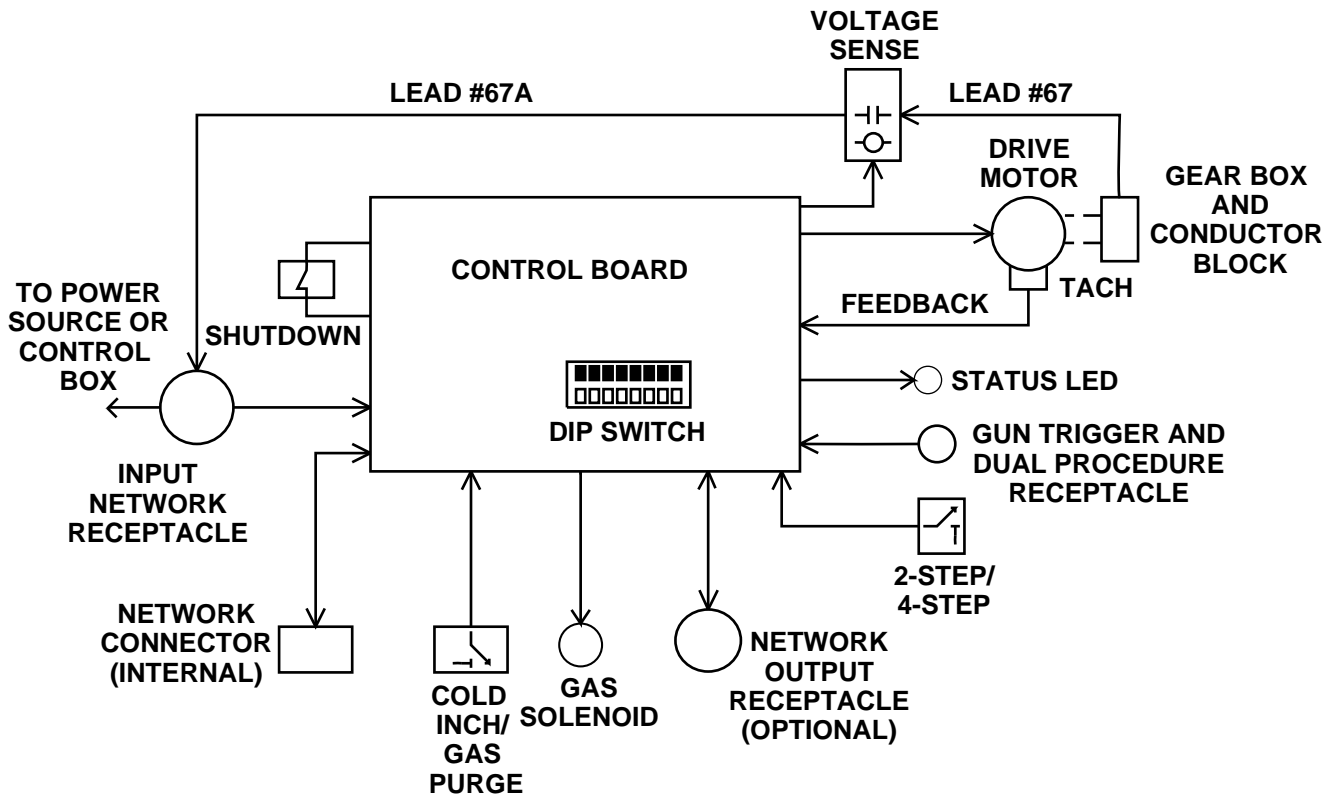 VOLTAGE
SENSE
LEAD #67A
LEAD #67
DRIVE
MOTOR
GEAR BOX
AND
CONDUCTOR
BLOCK
CONTROL BOARD
TACH
FEEDBACK
TO POWER
SOURCE OR
CONTROL
BOX
SHUTDOWN
DIP SWITCH
STATUS LED
GUN TRIGGER AND
DUAL PROCEDURE
RECEPTACLE
INPUT
NETWORK
RECEPTACLE
2-STEP/
4-STEP
NETWORK
CONNECTOR
(INTERNAL)
COLD
INCH/
GAS
PURGE
GAS
SOLENOID
NETWORK
OUTPUT
RECEPTACLE
(OPTIONAL)